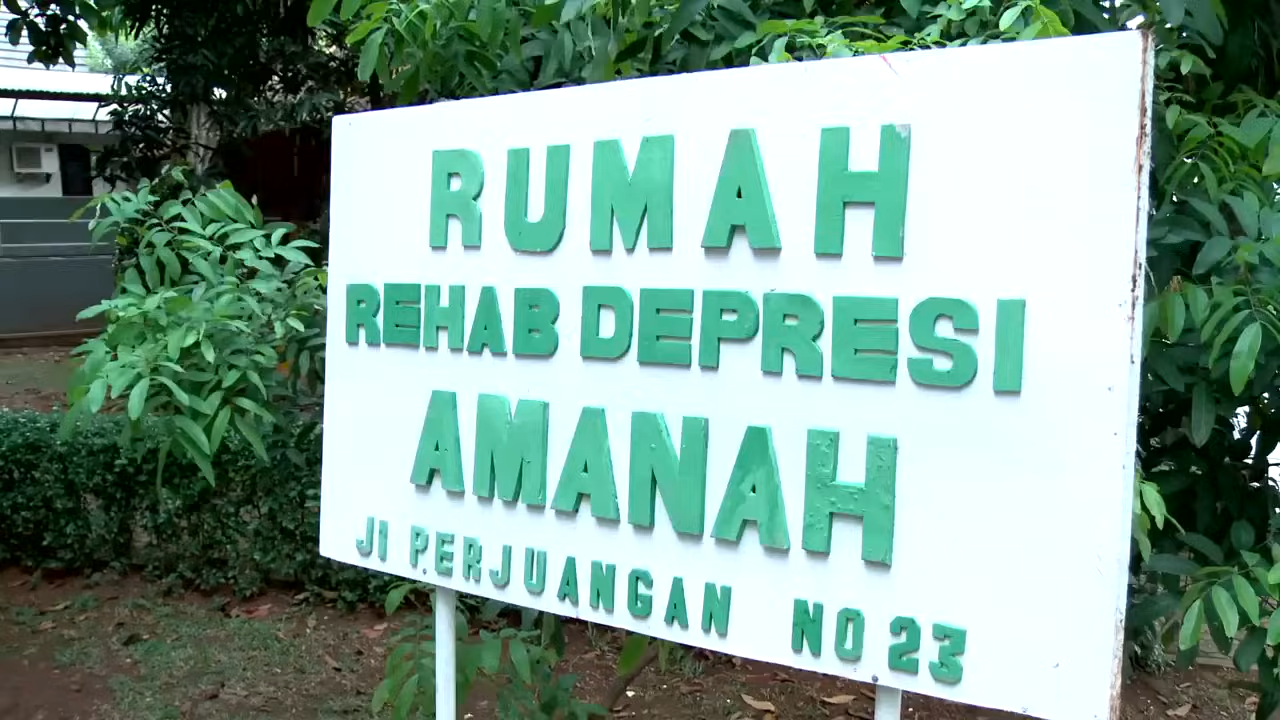 RUMAH
REHAB DEPRESI
AMANAH
JI PERJUANGAN NO 23